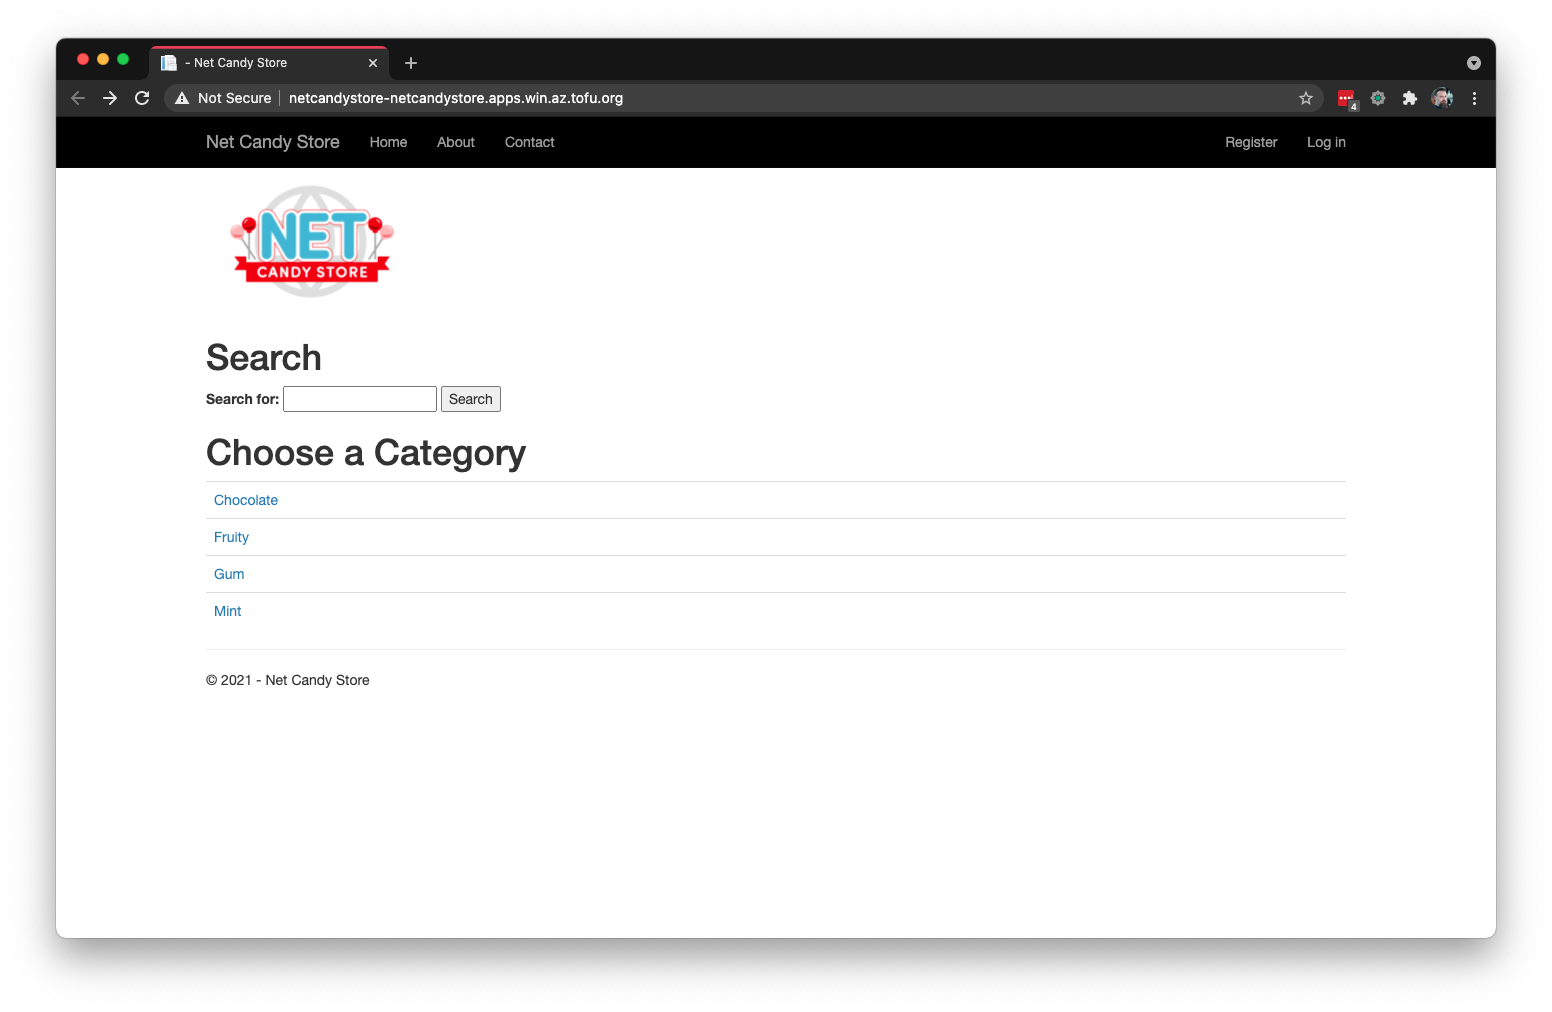 - Net Candy Store
Not Secure netcandystore-netcandystore.apps.win.az.tofu.org
4
Net Candy Store Home About Contact Register Log in
NET
CANDY STORE
Search
Search for: Search
Choose a Category
Chocolate
Fruity
Gum
Mint
© 2021 - Net Candy Store